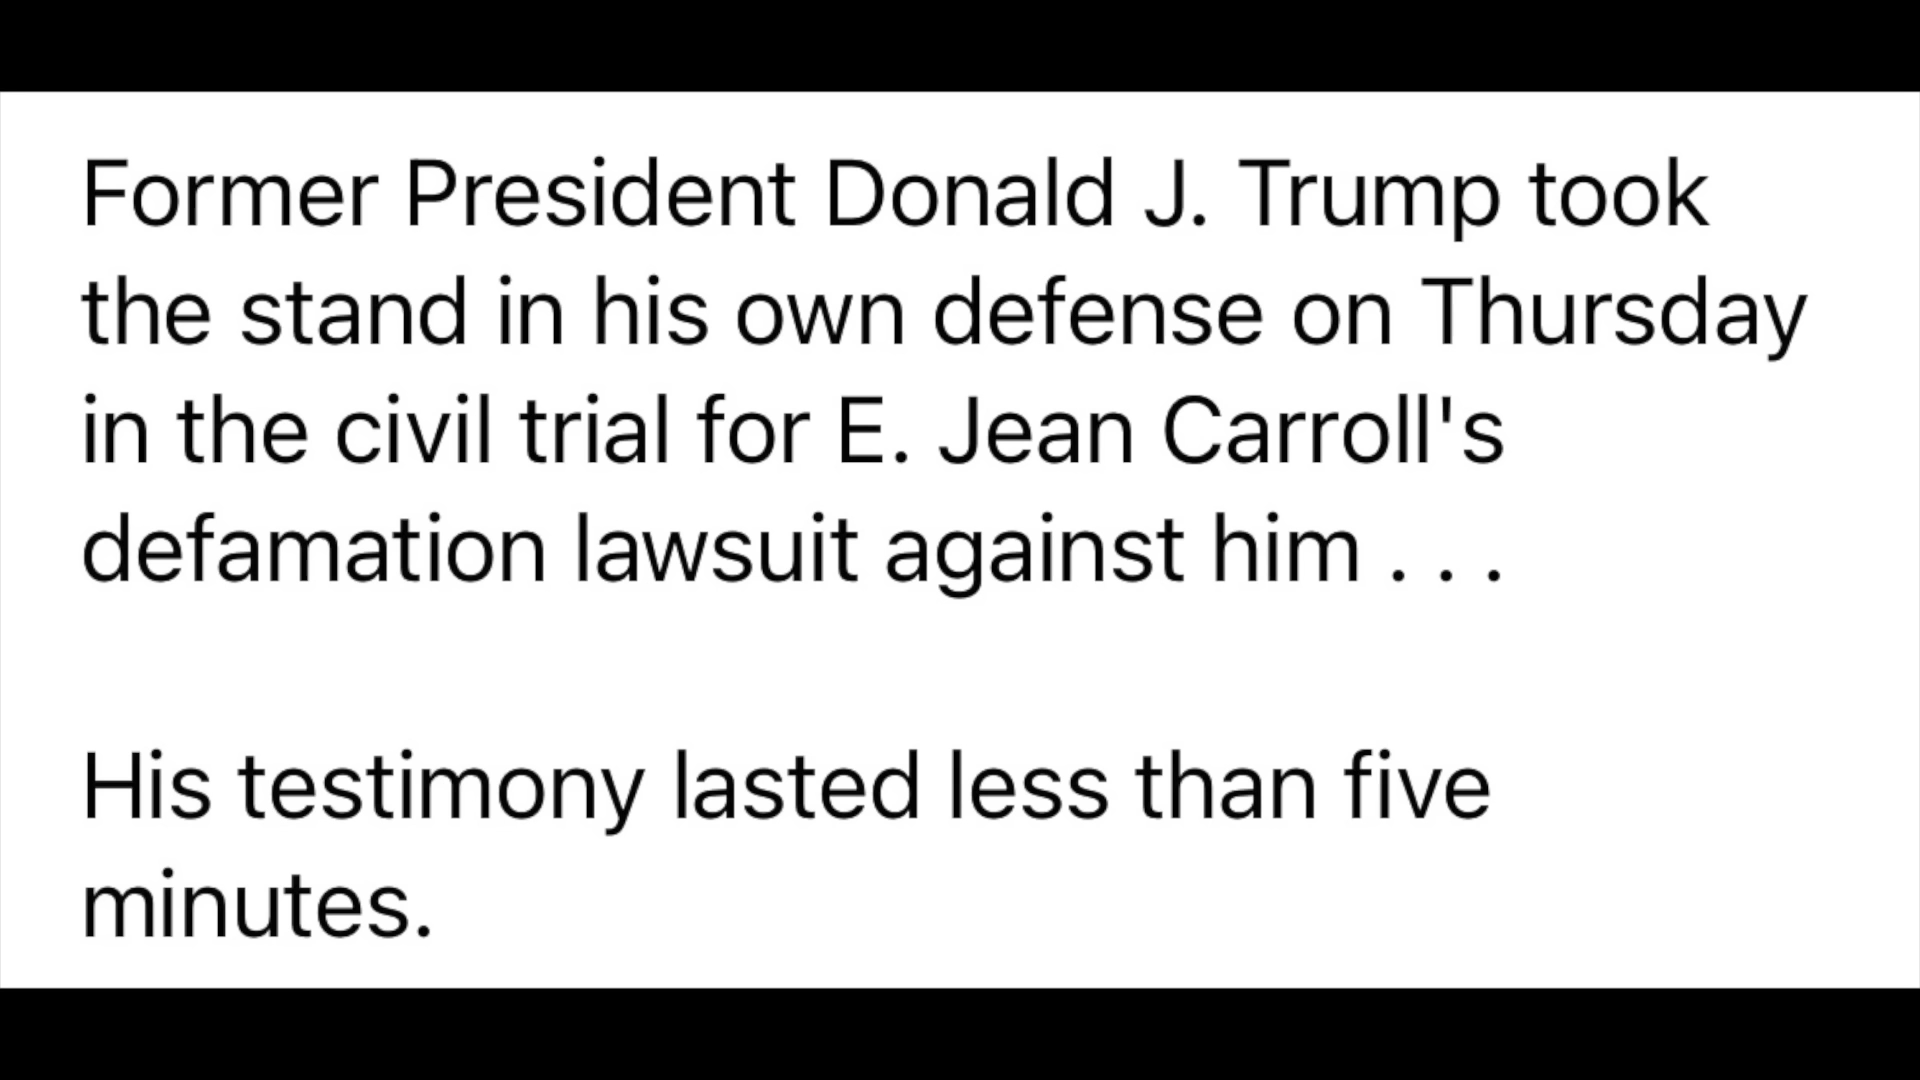 Former President Donald J. Trump took
the stand in his own defense on Thursday
in the civil trial for E. Jean Carroll's
defamation lawsuit against him . . .
His testimony lasted less than five
minutes.